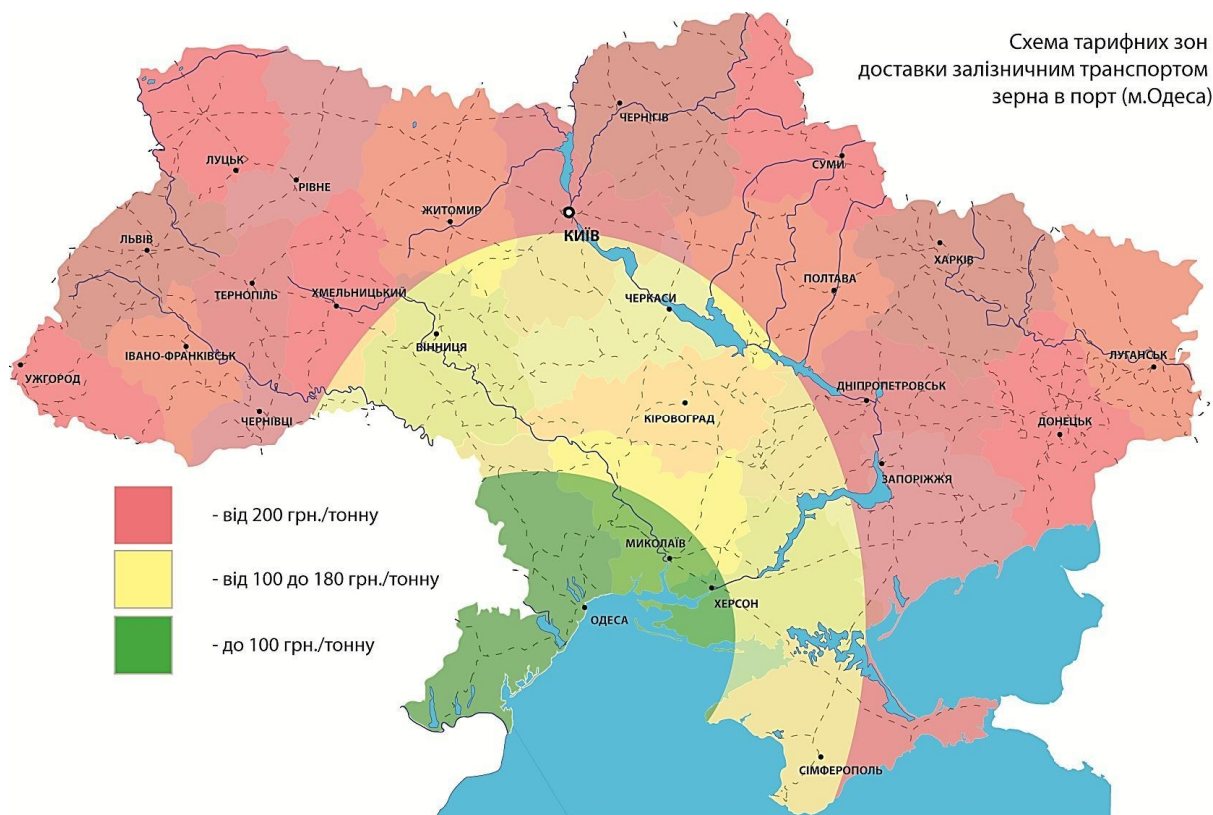 Схема тарифних зон
доставки залізничним транспортом
зерна в порт (м.Одеса)
ЧЕРНІГІВ
СУМИ
ЛУЦЬК
РІВНЕ
ЖИТОМИР
КИЇВ
ЛЬВІВ
ХАРКІВ
ПОЛТАВА
ТЕРНОПІЛЬ
ХМЕЛЬНИЦЬКИЙ
ЧЕРКАСИ
ВІННИЦЯ
ІВАНО-ФРАНКІВСЬК
ЛУГАНСЬК
УЖГОРОД
ДНІПРОПЕТРОВСЬК
ЧЕРНІВЦІ
КІРОВОГРАД
ДОНЕЦЬК
ЗАПОРІЖЖЯ
- від 200 грн./тонну
МИКОЛАЇВ
- від 100 до 180 грн./тонну
ХЕРСОН
ОДЕСА
- до 100 грн./тонну
СІМФЕРОПОЛЬ